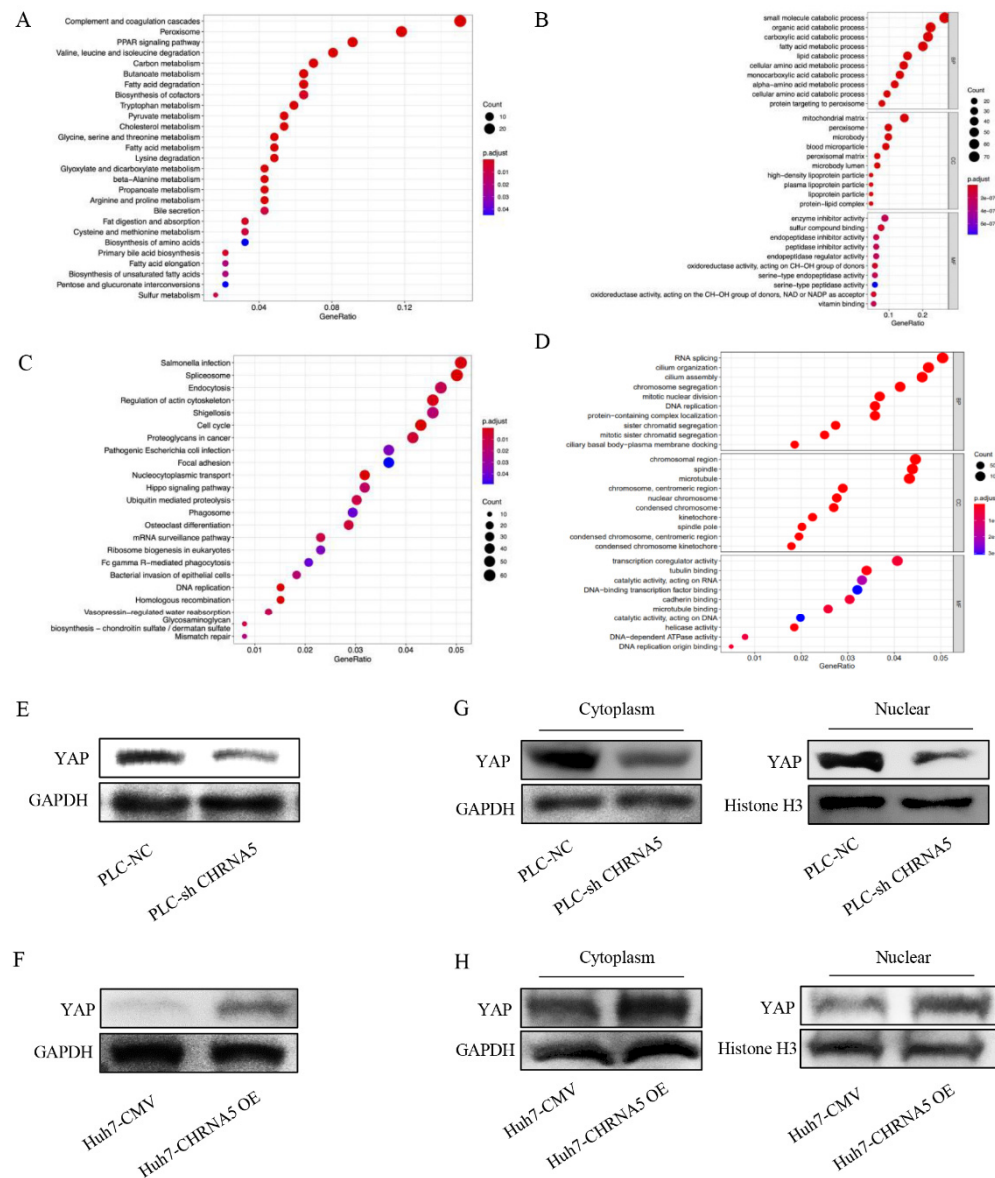 A
Complement and coagulation cascades
Peroxisome
PPAR signaling pathway
Valine, leucine and isoleucine degradation
Carbon metabolism
Butanoate metabolism
Fatty acid degradation
Biosynthesis of cofactors
Tryptophan metabolism
Pyruvate metabolism
Cholesterol metabolism
Glycine, serine and threonine metabolism
Fatty acid metabolism
Lysine degradation
Glyoxylate and dicarboxylate metabolism
beta-Alanine metabolism
Propanoate metabolism
Arginine and proline metabolism
Bile secretion
Fat digestion and absorption
Cysteine and methionine metabolism
Biosynthesis of amino acids
Primary bile acid biosynthesis
Fatty acid elongation
Biosynthesis of unsaturated fatty acids
Pentose and glucuronate interconversions
Sulfur metabolism
0.04 0.08 0.12
GeneRatio
Count
10
20
p.adjust
0.01
0.02
0.03
0.04
B
small molecule catabolic process
organic acid catabolic process
carboxylic acid catabolic process
fatty acid metabolic process
lipid catabolic process
cellular amino acid metabolic process
monocarboxylic acid catabolic process
alpha-amino acid metabolic process
cellular amino acid catabolic process
protein targeting to peroxisome
mitochondrial matrix
peroxisome
microbody
blood microparticle
peroxisomal matrix
microbody lumen
high-density lipoprotein particle
plasma lipoprotein particle
lipoprotein particle
protein-lipid complex
enzyme inhibitor activity
sulfur compound binding
endopeptidase inhibitor activity
peptidase inhibitor activity
endopeptidase regulator activity
oxidoreductase activity, acting on CH-OH group of donors
serine-type endopeptidase activity
serine-type peptidase activity
oxidoreductase activity, acting on the CH-OH group of donors, NAD or NADP as acceptor
vitamin binding
BP
CC
MF
0.1 0.2
GeneRatio
Count
20
30
40
50
60
70
p.adjust
2e-07
4e-07
6e-07
C
Salmonella infection
Spliceosome
Endocytosis
Regulation of actin cytoskeleton
Shigellosis
Cell cycle
Proteoglycans in cancer
Pathogenic Escherichia coli infection
Focal adhesion
Nucleocytoplasmic transport
Hippo signaling pathway
Ubiquitin mediated proteolysis
Phagosome
Osteoclast differentiation
mRNA surveillance pathway
Ribosome biogenesis in eukaryotes
Fc gamma R-mediated phagocytosis
Bacterial invasion of epithelial cells
DNA replication
Homologous recombination
Vasopressin-regulated water reabsorption
Glycosaminoglycan
biosynthesis - chondroitin sulfate / dermatan sulfate
Mismatch repair
0.01 0.02 0.03 0.04 0.05
GeneRatio
p.adjust
0.01
0.02
0.03
0.04
Count
10
20
30
40
50
60
D
RNA splicing
cilium organization
cilium assembly
chromosome segregation
mitotic nuclear division
DNA replication
protein-containing complex localization
sister chromatid segregation
mitotic sister chromatid segregation
ciliary basal body-plasma membrane docking
chromosomal region
spindle
microtubule
chromosome, centromeric region
nuclear chromosome
condensed chromosome
kinetochore
spindle pole
condensed chromosome, centromeric region
condensed chromosome kinetochore
transcription coregulator activity
tubulin binding
catalytic activity, acting on RNA
DNA-binding transcription factor binding
cadherin binding
microtubule binding
catalytic activity, acting on DNA
helicase activity
DNA-dependent ATPase activity
DNA replication origin binding
BP
CC
MF
0.01 0.02 0.03 0.04 0.05
GeneRatio
Count
p.adjust
E
YAP
GAPDH
PLC-NC
PLC-sh CHRNA5
G
Cytoplasm
YAP
GAPDH
PLC-NC
PLC-sh CHRNA5
Nuclear
YAP
Histone H3
PLC-NC
PLC-sh CHRNA5
F
YAP
GAPDH
Huh7-CMV
Huh7-CHRNA5 OE
H
Cytoplasm
YAP
GAPDH
Huh7-CMV
Huh7-CHRNA5 OE
Nuclear
YAP
Histone H3
Huh7-CMV
Huh7-CHRNA5 OE